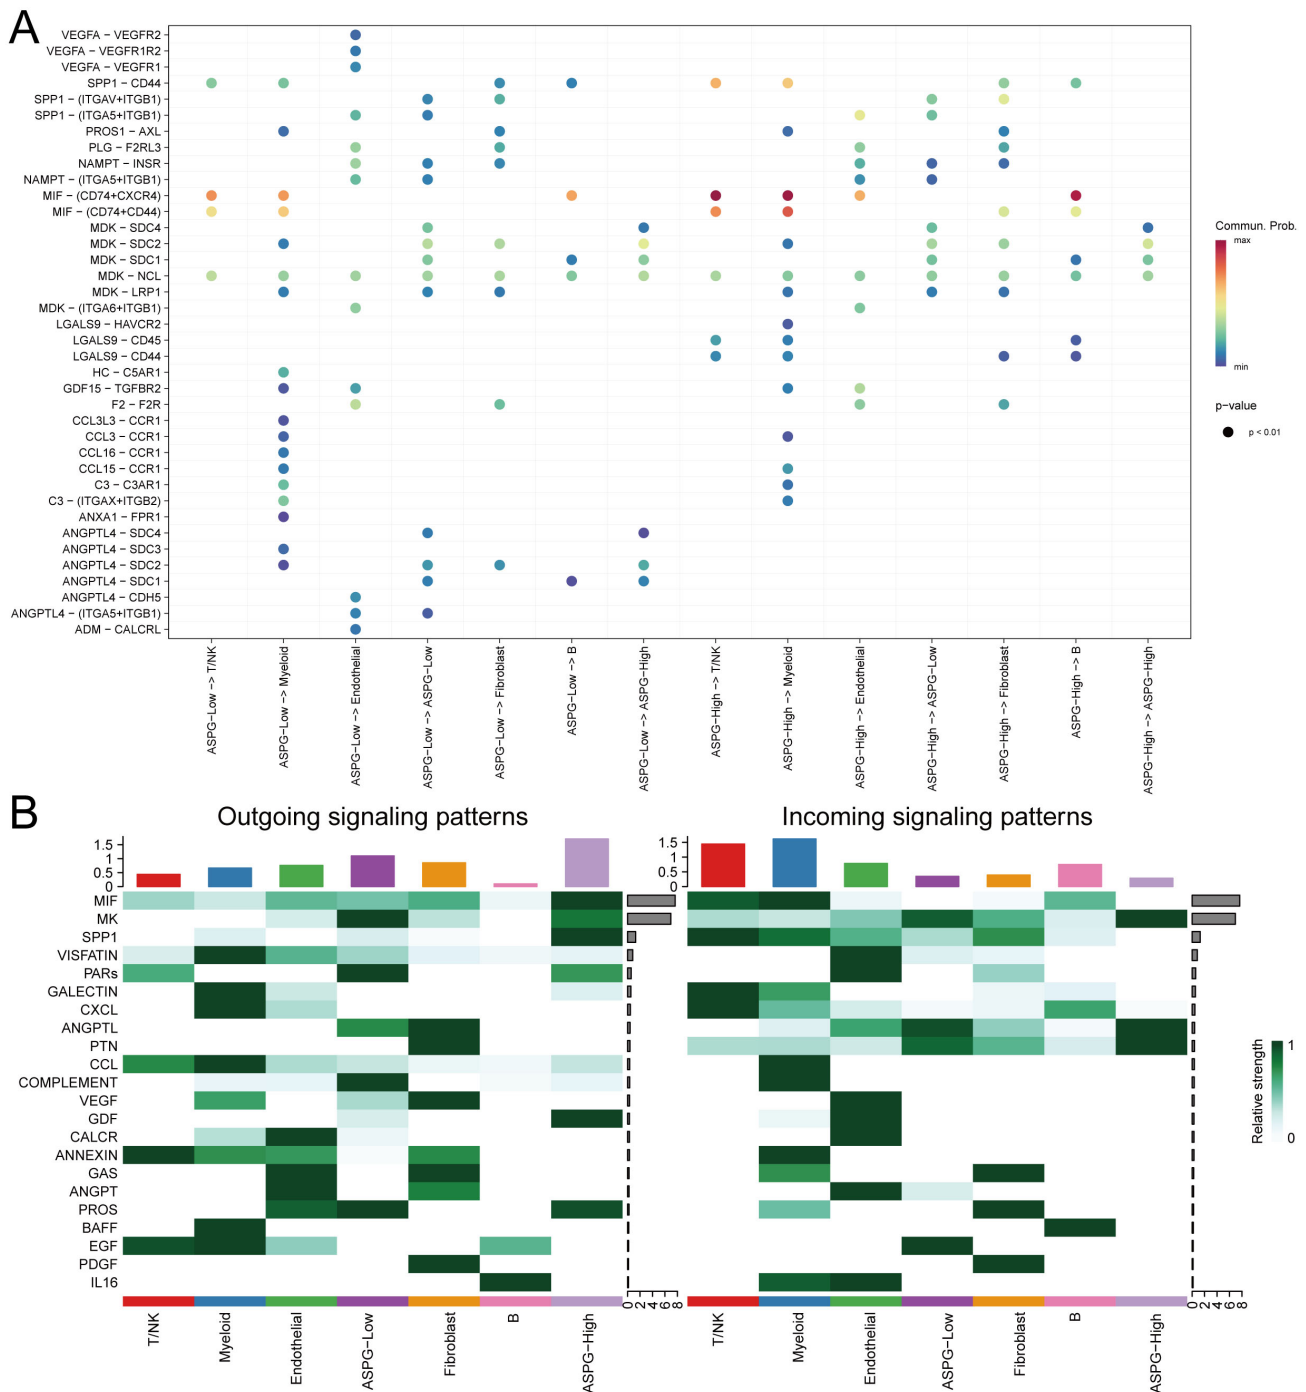 A
VEGFA − VEGFR2
VEGFA − VEGFR1R2
VEGFA − VEGFR1
SPP1 − CD44
SPP1 − (ITGAV+ITGB1)
SPP1 − (ITGA5+ITGB1)
PROS1 − AXL
PLG − F2RL3
NAMPT − INSR
NAMPT − (ITGA5+ITGB1)
MIF − (CD74+CXCR4)
MIF − (CD74+CD44)
MDK − SDC4
MDK − SDC2
MDK − SDC1
MDK − NCL
MDK − LRP1
MDK − (ITGA6+ITGB1)
LGALS9 − HAVCR2
LGALS9 − CD45
LGALS9 − CD44
HC − C5AR1
GDF15 − TGFBR2
F2 − F2R
CCL3L3 − CCR1
CCL3 − CCR1
CCL16 − CCR1
CCL15 − CCR1
C3 − C3AR1
C3 − (ITGAX+ITGB2)
ANXA1 − FPR1
ANGPTL4 − SDC4
ANGPTL4 − SDC3
ANGPTL4 − SDC2
ANGPTL4 − SDC1
ANGPTL4 − CDH5
ANGPTL4 − (ITGA5+ITGB1)
ADM − CALCRL
ASPG−Low −> T/NK
ASPG−Low −> Myeloid
ASPG−Low −> Endothelial
ASPG−Low −> ASPG−Low
ASPG−Low −> Fibroblast
ASPG−Low −> B
ASPG−Low −> ASPG−High
ASPG−High −> T/NK
ASPG−High −> Myeloid
ASPG−High −> Endothelial
ASPG−High −> ASPG−Low
ASPG−High −> Fibroblast
ASPG−High −> B
ASPG−High −> ASPG−High
Commun. Prob.
max
min
p−value
p < 0.01
B
Outgoing signaling patterns
1.5
1
0.5
0
MIF
MK
SPP1
VISFATIN
PARs
GALECTIN
CXCL
ANGPTL
PTN
CCL
COMPLEMENT
VEGF
GDF
CALCR
ANNEXIN
GAS
ANGPT
PROS
BAFF
EGF
PDGF
IL16
0 2 4 6 8
T/NK
Myeloid
Endothelial
ASPG−Low
Fibroblast
B
ASPG−High
Incoming signaling patterns
1.5
1
0.5
0
0 2 4 6 8
T/NK
Myeloid
Endothelial
ASPG−Low
Fibroblast
B
ASPG−High
Relative strength
1
0